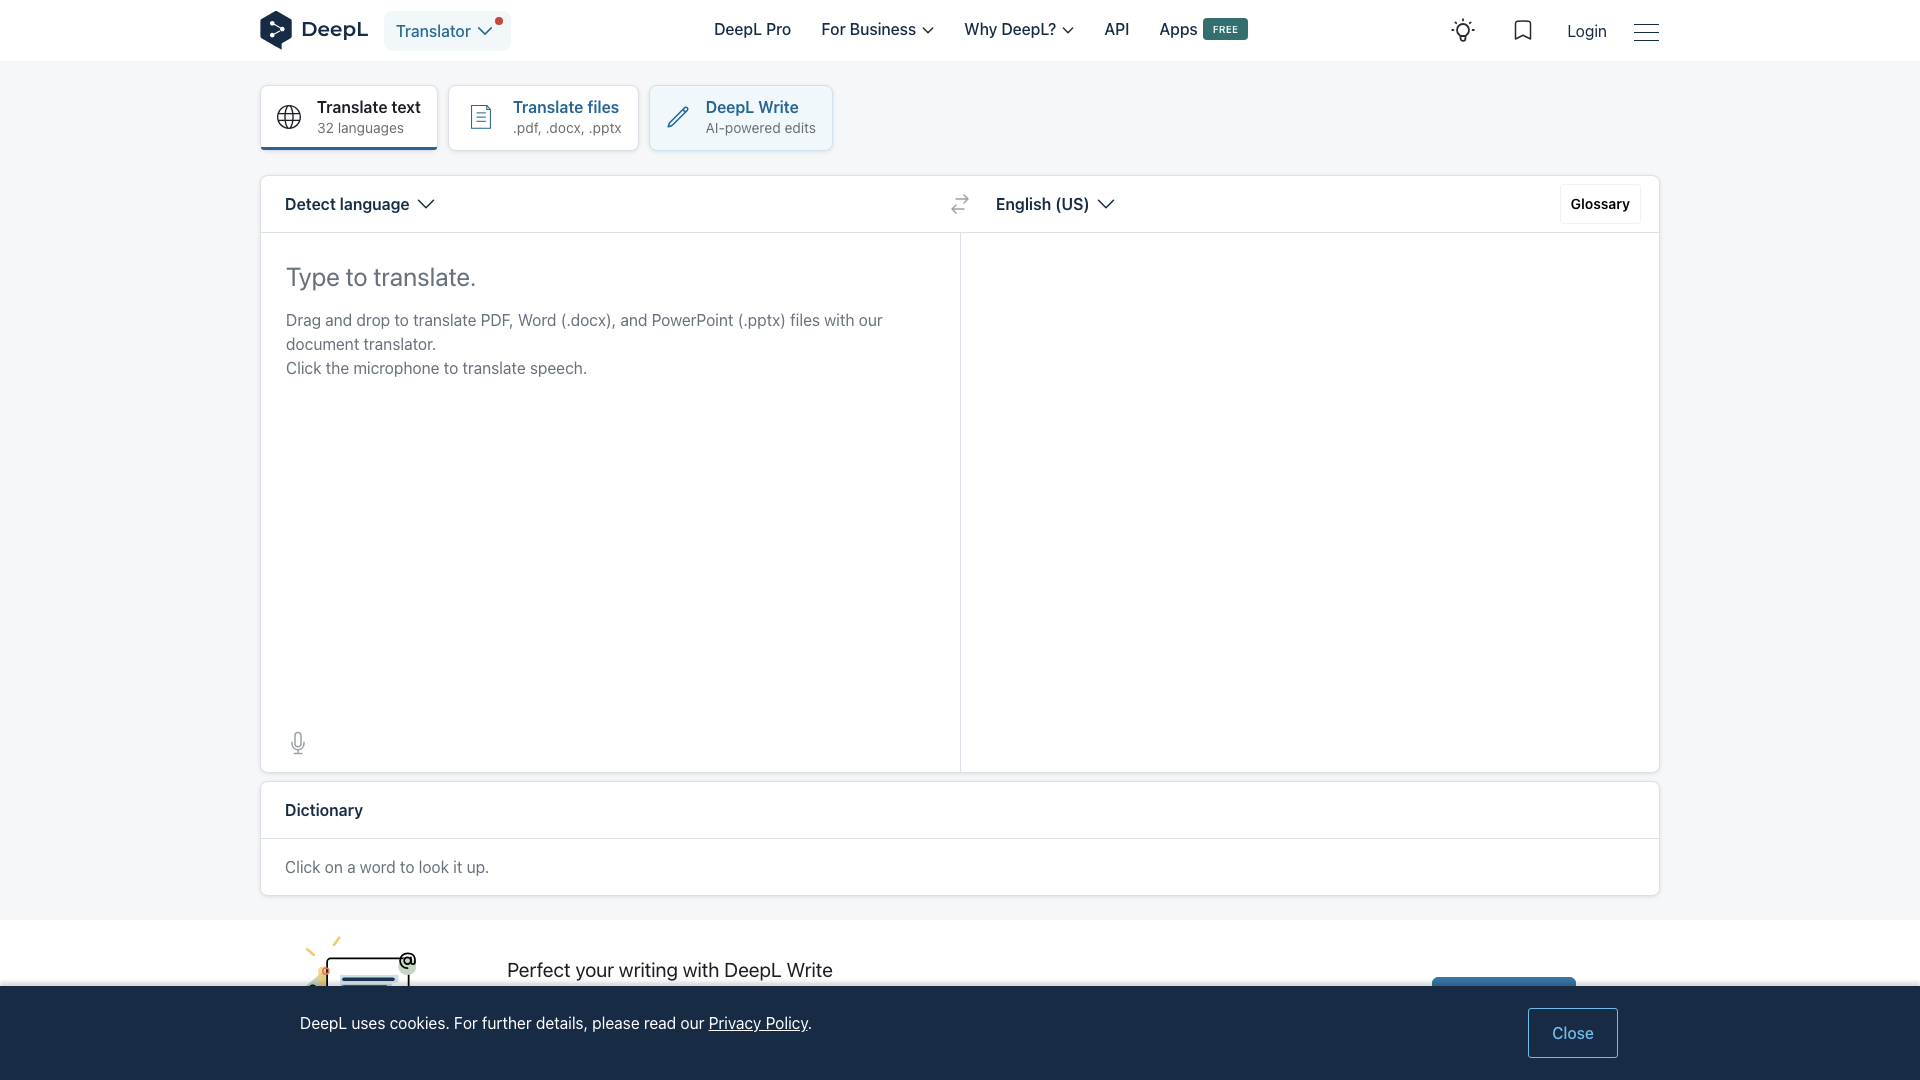 DeepL
Translator
DeepL Pro
For Business
Why DeepL?
API
Apps FREE
Login
Translate text
32 languages
Translate files
.pdf, .docx, .pptx
DeepL Write
AI-powered edits
Detect language
English (US)
Glossary
Type to translate.
Drag and drop to translate PDF, Word (.docx), and PowerPoint (.pptx) files with our
document translator.
Click the microphone to translate speech.
Dictionary
Click on a word to look it up.
@
Perfect your writing with DeepL Write
DeepL uses cookies. For further details, please read our Privacy Policy.
Close